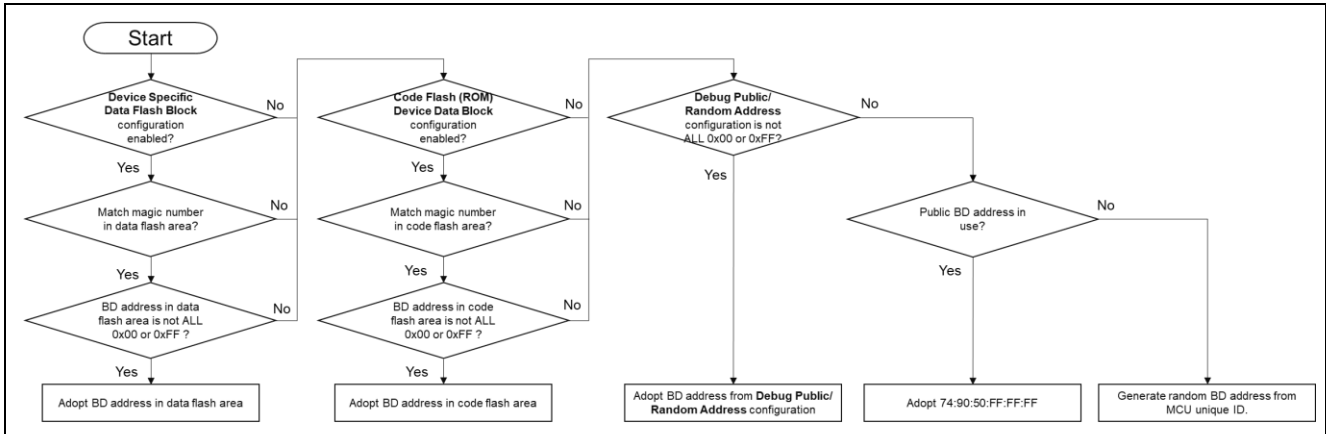 Start
Device Specific
Data Flash Block
configuration
enabled?
No
Yes
Match magic number
in data flash area?
No
Yes
BD address in data
flash area is not ALL
0x00 or 0xFF ?
No
Yes
Adopt BD address in data flash area
Code Flash (ROM)
Device Data Block
configuration
enabled?
No
Yes
Match magic number
in code flash area?
No
Yes
BD address in code
flash area is not ALL
0x00 or 0xFF ?
No
Yes
Adopt BD address in code flash area
Debug Public/
Random Address
configuration is not
ALL 0x00 or 0xFF?
No
Yes
Adopt BD address from Debug Public/
Random Address configuration
Public BD address in
use?
No
Yes
Adopt 74:90:50:FF:FF:FF
Generate random BD address from
MCU unique ID.